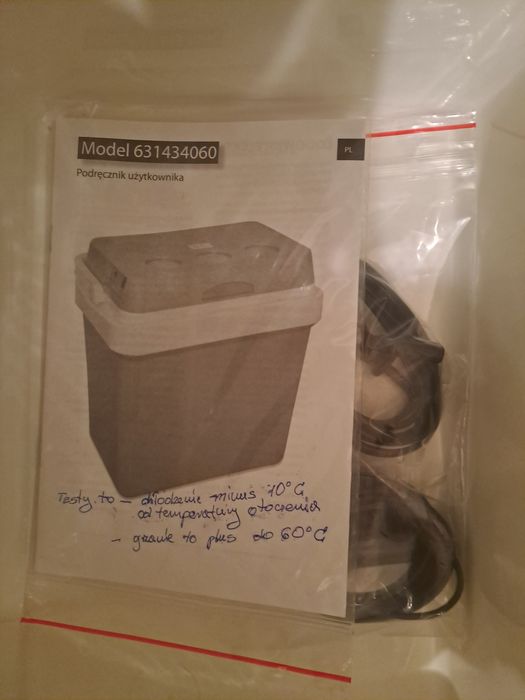 Model 631434060
PL
Podręcznik użytkownika
Testy to – chłodzenie minus 10°C
od temperatury otoczenia
– grzanie to plus do 60°C